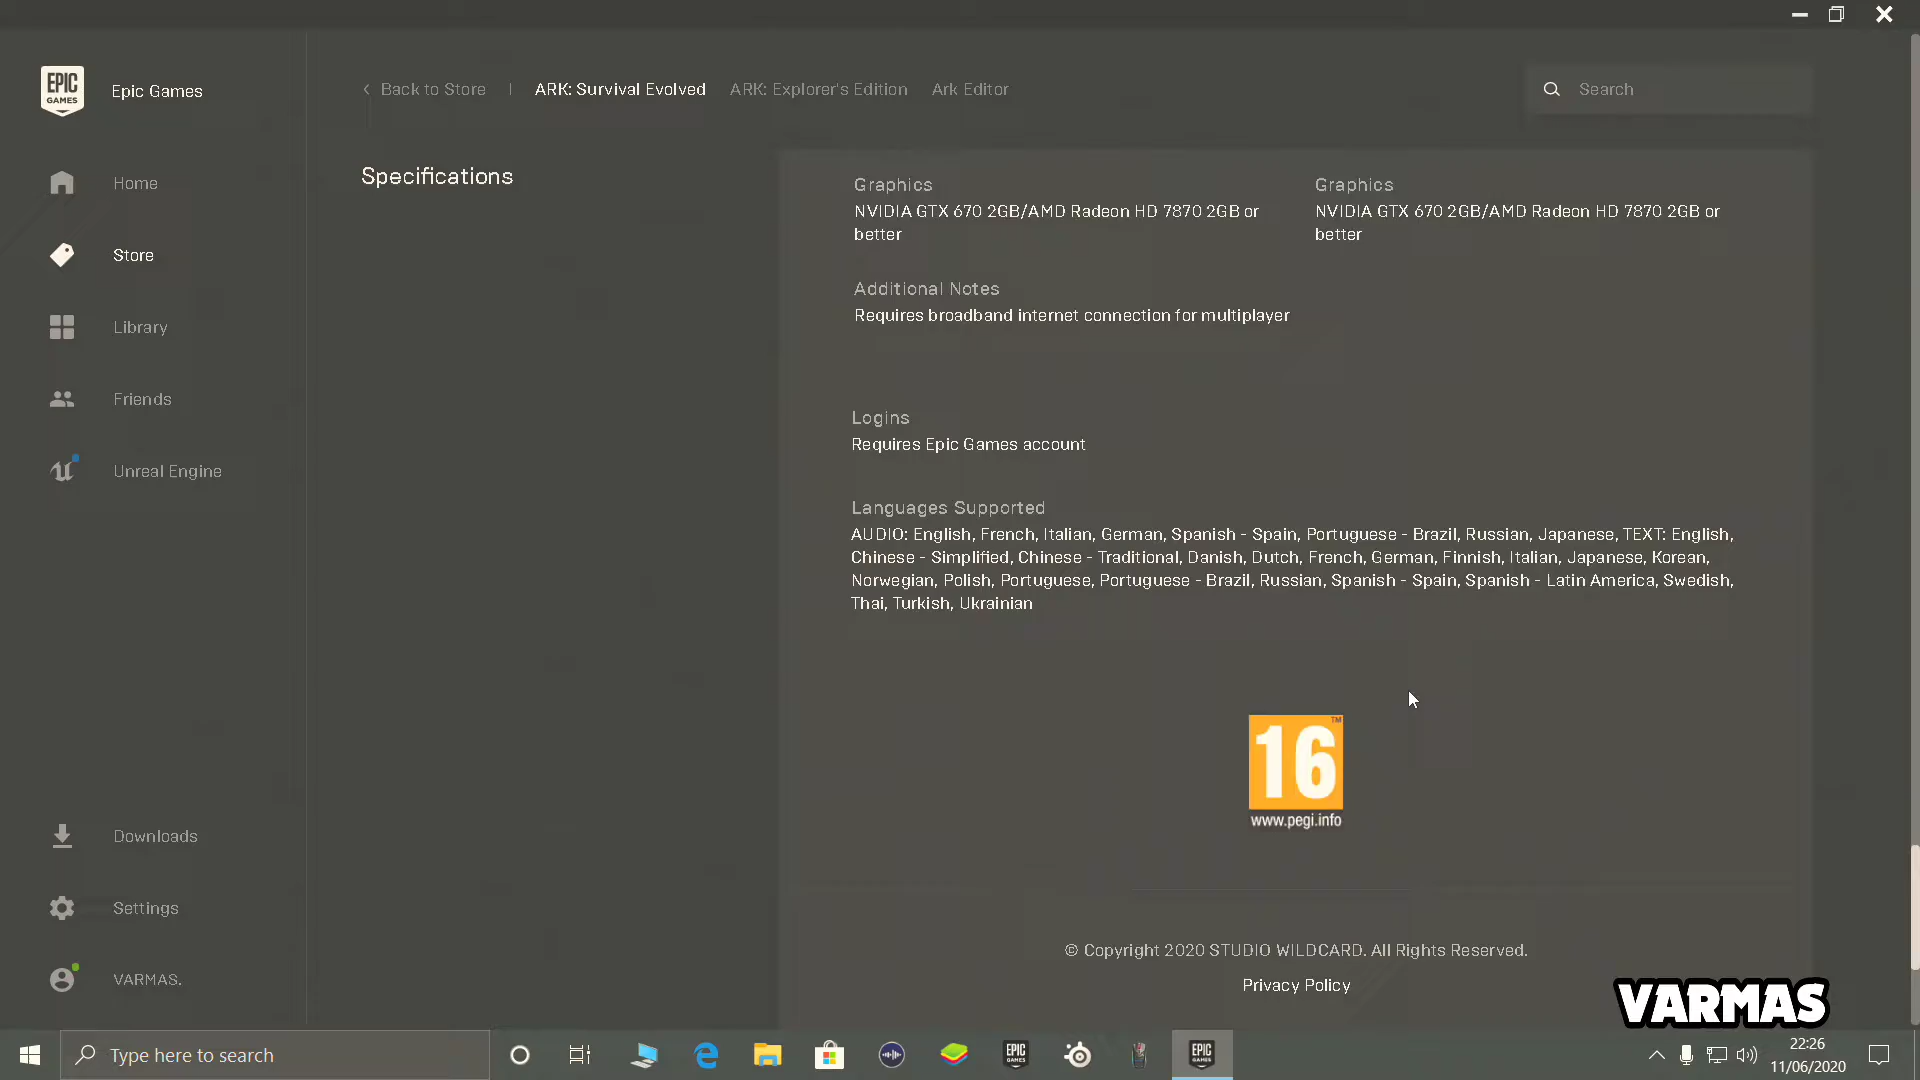 EPIC GAMES
Epic Games
Back to Store | ARK: Survival Evolved ARK: Explorer's Edition Ark Editor
Search
Home
Store
Library
Friends
Unreal Engine
Downloads
Settings
VARMAS.
Specifications
Graphics
NVIDIA GTX 670 2GB/AMD Radeon HD 7870 2GB or
better
Graphics
NVIDIA GTX 670 2GB/AMD Radeon HD 7870 2GB or
better
Additional Notes
Requires broadband internet connection for multiplayer
Logins
Requires Epic Games account
Languages Supported
AUDIO: English, French, Italian, German, Spanish - Spain, Portuguese - Brazil, Russian, Japanese, TEXT: English,
Chinese - Simplified, Chinese - Traditional, Danish, Dutch, French, German, Finnish, Italian, Japanese, Korean,
Norwegian, Polish, Portuguese, Portuguese - Brazil, Russian, Spanish - Spain, Spanish - Latin America, Swedish,
Thai, Turkish, Ukrainian
16 TM
www.pegi.info
© Copyright 2020 STUDIO WILDCARD. All Rights Reserved.
Privacy Policy
VARMAS
Type here to search
EPIC GAMES
EPIC GAMES
22:26
11/06/2020